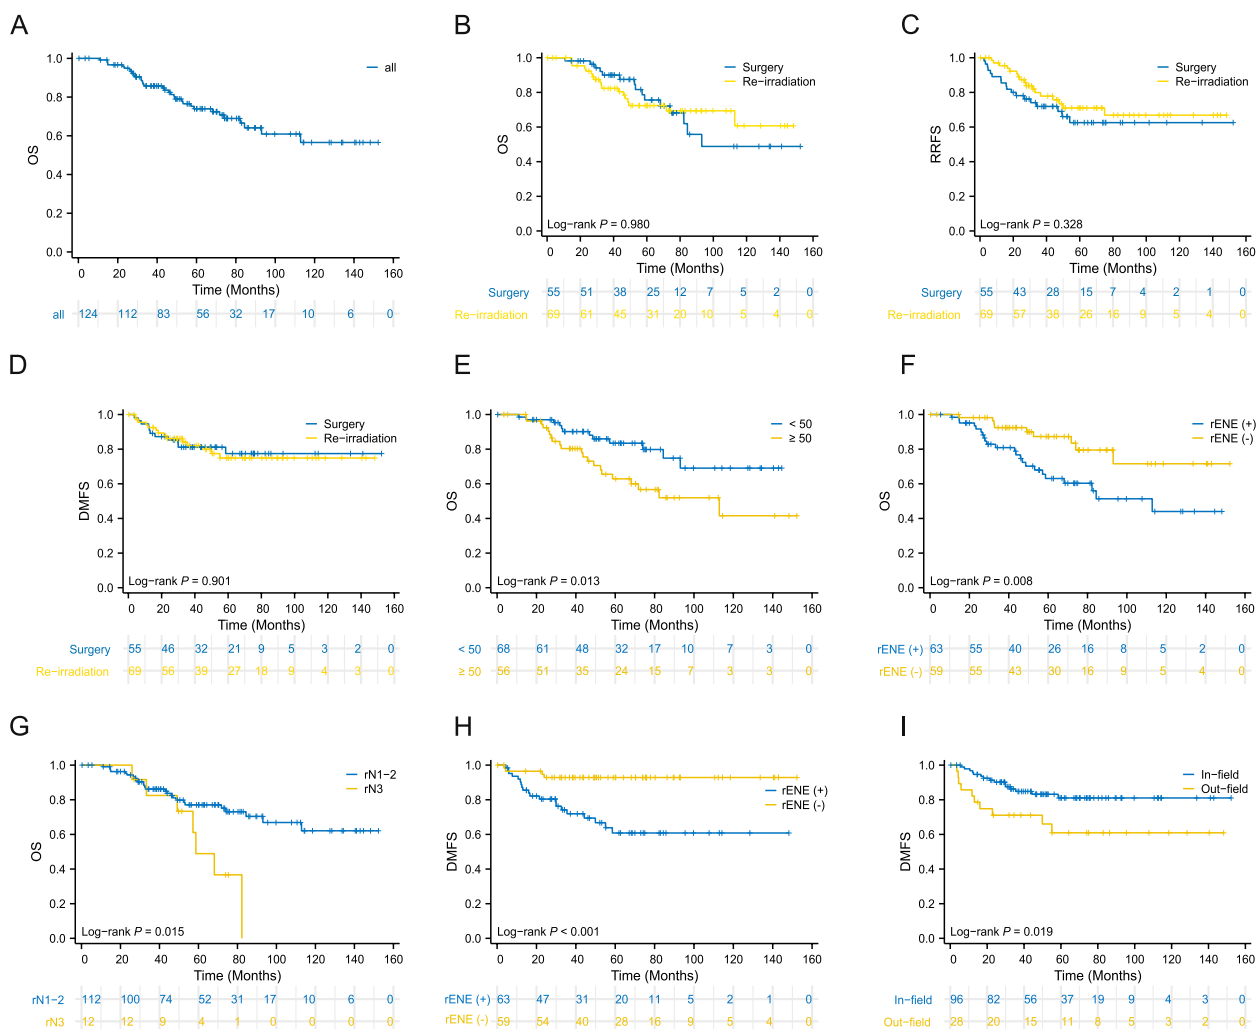 A
1.0
0.8
0.6
0.4
0.2
0.0
OS
all
0 20 40 60 80 100 120 140 160
Time (Months)
all 124 112 83 56 32 17 10 6 0
B
1.0
0.8
0.6
0.4
0.2
0.0
OS
Surgery
Re−irradiation
Log−rank P = 0.980
0 20 40 60 80 100 120 140 160
Time (Months)
Surgery 55 51 38 25 12 7 5 2 0
Re−irradiation 69 61 45 31 20 10 5 4 0
C
1.0
0.8
0.6
0.4
0.2
0.0
RRFS
Surgery
Re−irradiation
Log−rank P = 0.328
0 20 40 60 80 100 120 140 160
Time (Months)
Surgery 55 43 28 15 7 4 2 1 0
Re−irradiation 69 57 38 26 16 9 5 4 0
D
1.0
0.8
0.6
0.4
0.2
0.0
DMFS
Surgery
Re−irradiation
Log−rank P = 0.901
0 20 40 60 80 100 120 140 160
Time (Months)
Surgery 55 46 32 21 9 5 3 2 0
Re−irradiation 69 56 39 27 18 9 4 3 0
E
1.0
0.8
0.6
0.4
0.2
0.0
OS
< 50
≥ 50
Log−rank P = 0.013
0 20 40 60 80 100 120 140 160
Time (Months)
< 50 68 61 48 32 17 10 7 3 0
≥ 50 56 51 35 24 15 7 3 3 0
F
1.0
0.8
0.6
0.4
0.2
0.0
OS
rENE (+)
rENE (-)
Log−rank P = 0.008
0 20 40 60 80 100 120 140 160
Time (Months)
rENE (+) 63 55 40 26 16 8 5 2 0
rENE (-) 59 55 43 30 16 9 5 4 0
G
1.0
0.8
0.6
0.4
0.2
0.0
OS
rN1−2
rN3
Log−rank P = 0.015
0 20 40 60 80 100 120 140 160
Time (Months)
rN1−2 112 100 74 52 31 17 10 6 0
rN3 12 12 9 4 1 0 0 0 0
H
1.0
0.8
0.6
0.4
0.2
0.0
DMFS
rENE (+)
rENE (-)
Log−rank P < 0.001
0 20 40 60 80 100 120 140 160
Time (Months)
rENE (+) 63 47 31 20 11 5 2 1 0
rENE (-) 59 54 40 28 16 9 5 4 0
I
1.0
0.8
0.6
0.4
0.2
0.0
DMFS
In−field
Out−field
Log−rank P = 0.019
0 20 40 60 80 100 120 140 160
Time (Months)
In−field 96 82 56 37 19 9 4 3 0
Out−field 28 20 15 11 8 5 3 2 0